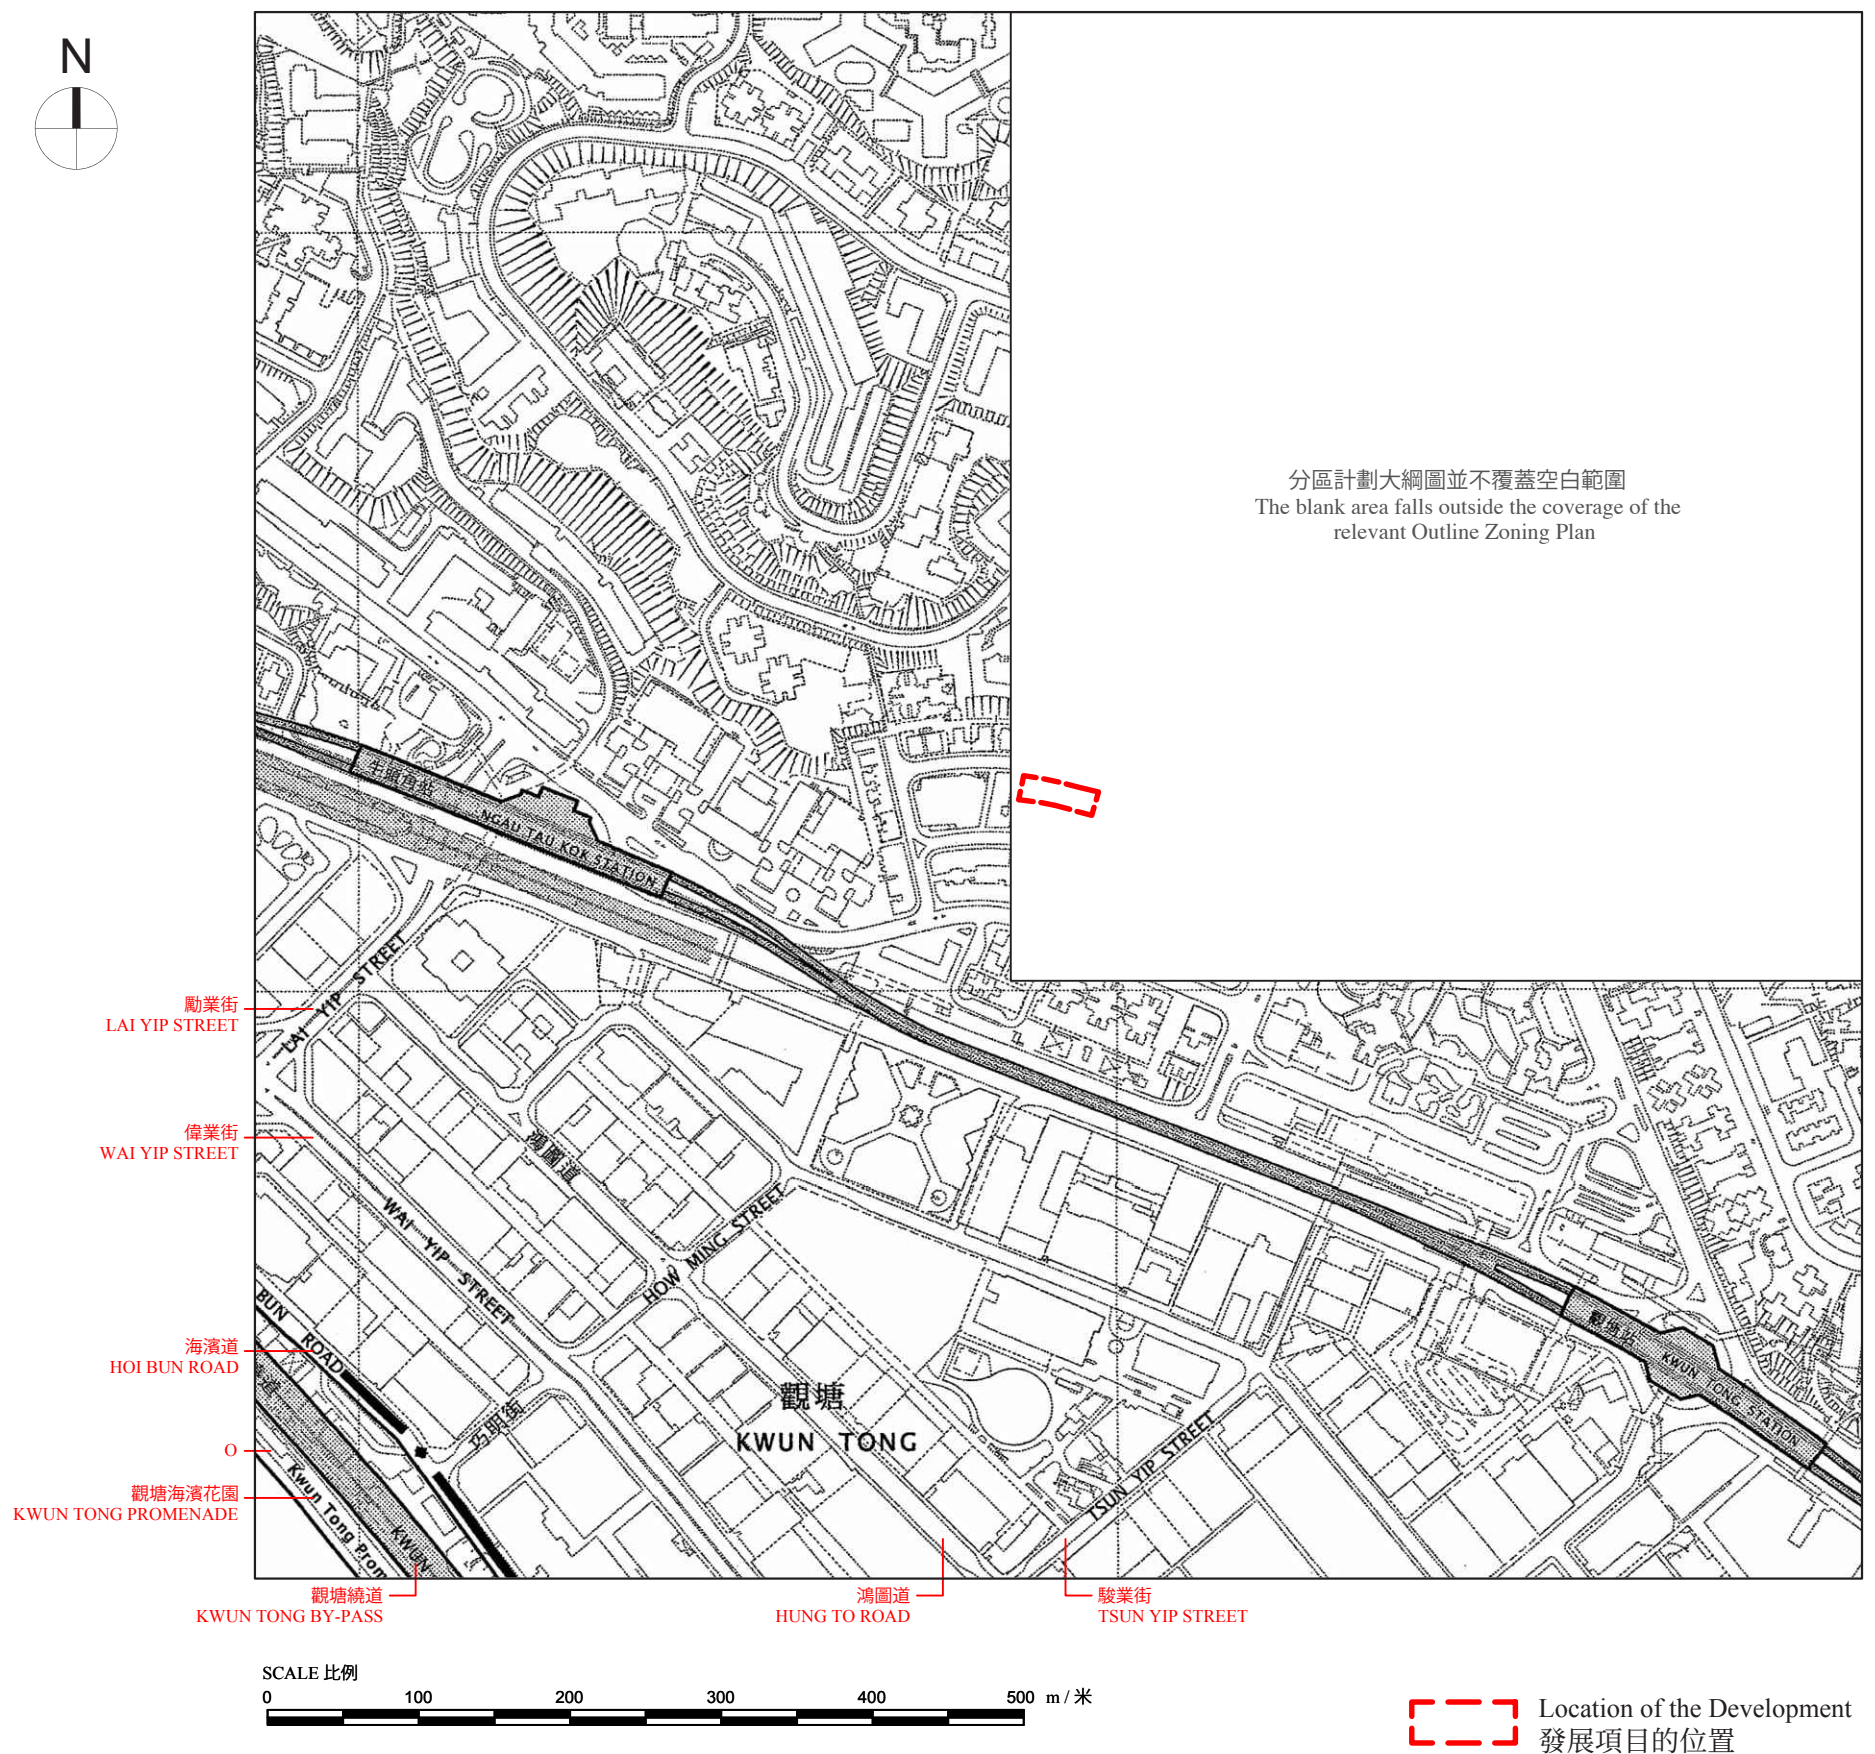 N
分區計劃大綱圖並不覆蓋空白範圍
The blank area falls outside the coverage of the
relevant Outline Zoning Plan
牛頭角站
NGAU TAU KOK STATION
LAI YIP STREET
勵業街
LAI YIP STREET
偉業街
WAI YIP STREET
鴻圖道
WAI YIP STREET
HOW MING STREET
BUN ROAD
海濱道
HOI BUN ROAD
觀塘站
KWUN TONG STATION
觀塘
KWUN TONG
道
巧明街
TSUN YIP STREET
O
觀塘海濱花園
KWUN TONG PROMENADE
Kwun Tong Prom
KWUN
觀塘繞道
KWUN TONG BY-PASS
鴻圖道
HUNG TO ROAD
駿業街
TSUN YIP STREET
SCALE 比例
0 100 200 300 400 500 m / 米
Location of the Development
發展項目的位置